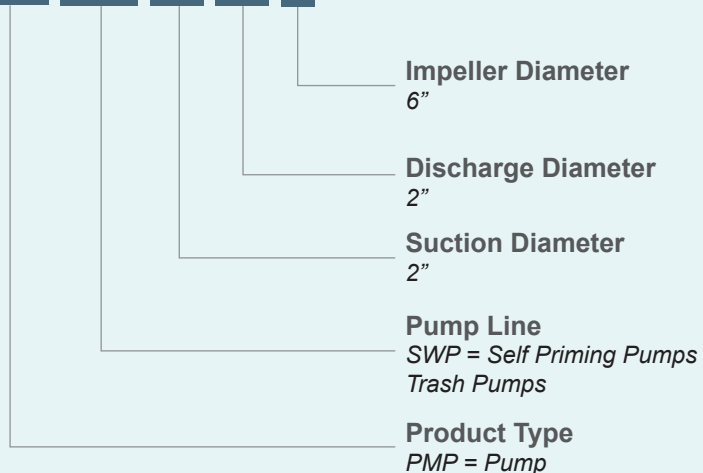 Impeller Diameter
6”
Discharge Diameter
2”
Suction Diameter
2”
Pump Line
SWP = Self Priming Pumps
Trash Pumps
Product Type
PMP = Pump